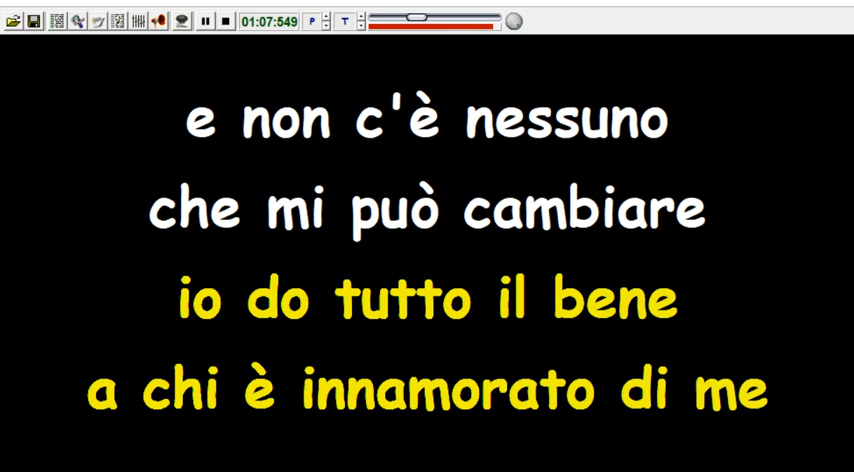 01:07:549
P
T
e non c'è nessuno
che mi può cambiare
io do tutto il bene
a chi è innamorato di me